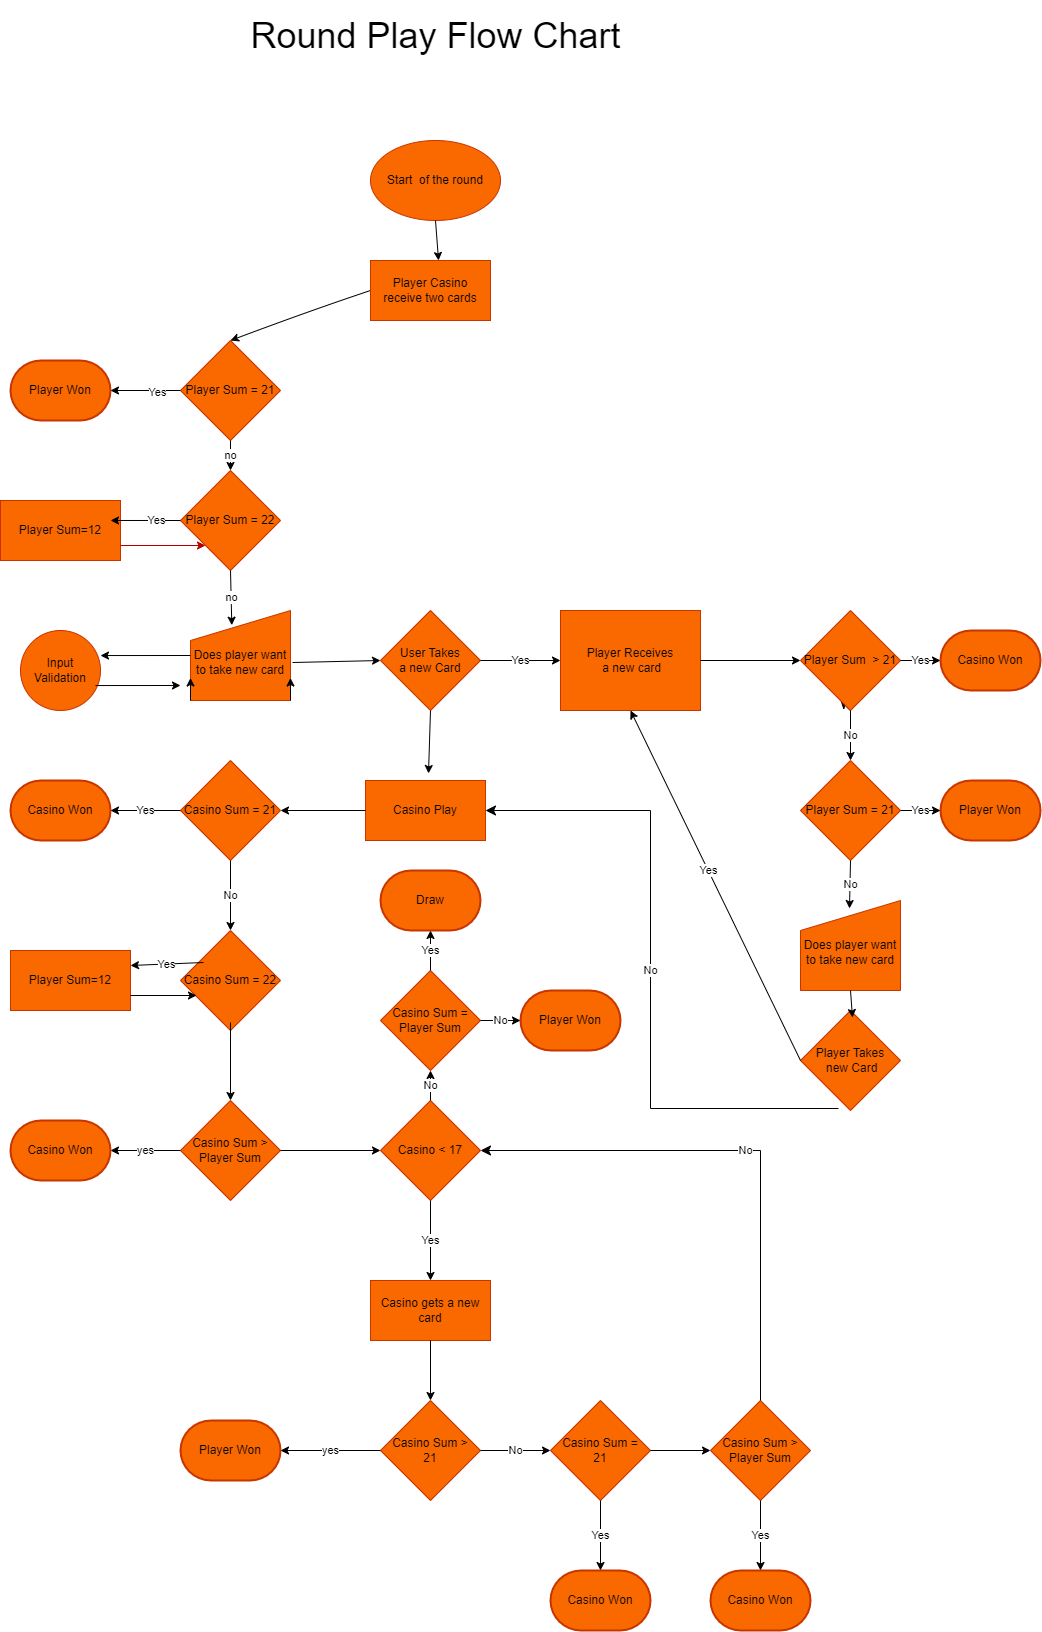 Round Play Flow Chart
Start  of the round
Player Casino
receive two cards
Player Won
Yes
Player Sum = 21
no
Player Sum=12
Yes
Player Sum = 22
no
Input
Validation
Does player want
to take new card
User Takes
a new Card
Yes
Player Receives
a new card
Player Sum  > 21
Yes
Casino Won
No
Casino Won
Yes
Casino Sum = 21
Casino Play
Player Sum = 21
Yes
Player Won
Yes
No
No
Draw
Yes
Does player want
to take new card
Player Sum=12
Yes
Casino Sum = 22
No
Casino Sum =
Player Sum
No
Player Won
Player Takes
new Card
No
Casino Won
yes
Casino Sum >
Player Sum
Casino < 17
No
Yes
Casino gets a new
card
Player Won
yes
Casino Sum >
21
No
Casino Sum =
21
Casino Sum >
Player Sum
Yes
Yes
Casino Won
Casino Won